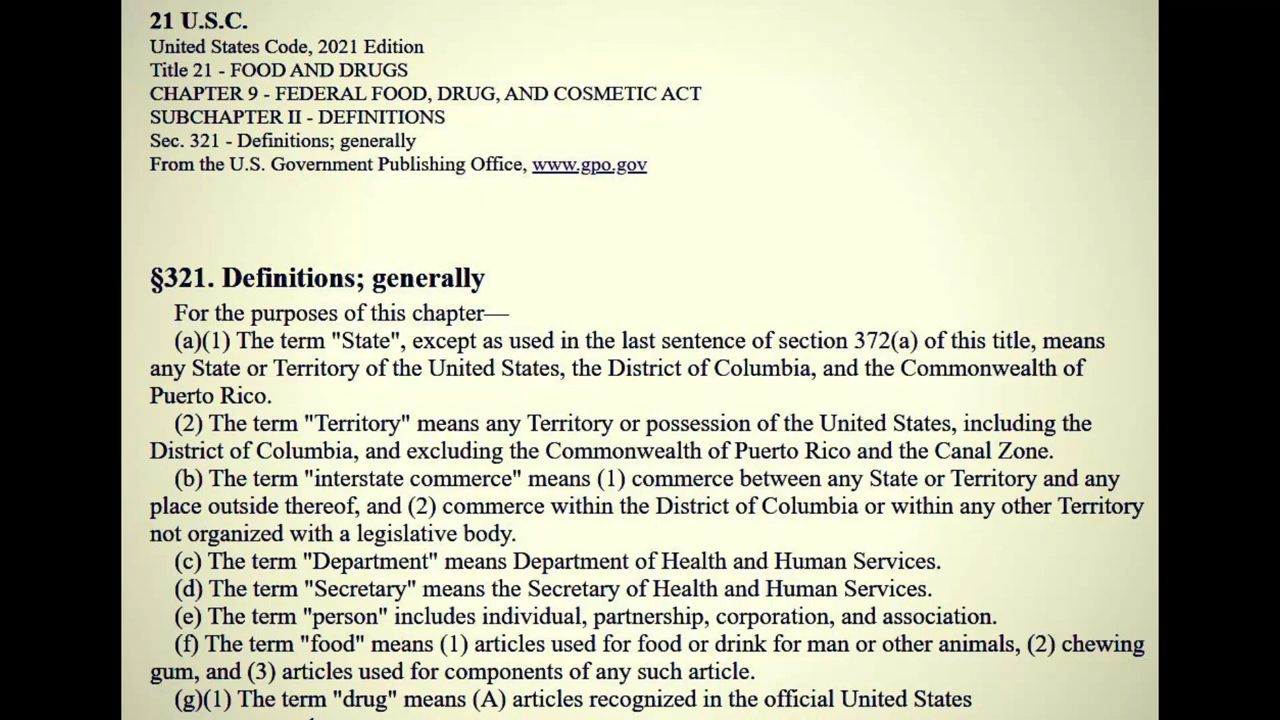 21 U.S.C.
United States Code, 2021 Edition
Title 21 - FOOD AND DRUGS
CHAPTER 9 - FEDERAL FOOD, DRUG, AND COSMETIC ACT
SUBCHAPTER II - DEFINITIONS
Sec. 321 - Definitions; generally
From the U.S. Government Publishing Office, www.gpo.gov
§321. Definitions; generally
For the purposes of this chapter—
(a)(1) The term "State", except as used in the last sentence of section 372(a) of this title, means
any State or Territory of the United States, the District of Columbia, and the Commonwealth of
Puerto Rico.
(2) The term "Territory" means any Territory or possession of the United States, including the
District of Columbia, and excluding the Commonwealth of Puerto Rico and the Canal Zone.
(b) The term "interstate commerce" means (1) commerce between any State or Territory and any
place outside thereof, and (2) commerce within the District of Columbia or within any other Territory
not organized with a legislative body.
(c) The term "Department" means Department of Health and Human Services.
(d) The term "Secretary" means the Secretary of Health and Human Services.
(e) The term "person" includes individual, partnership, corporation, and association.
(f) The term "food" means (1) articles used for food or drink for man or other animals, (2) chewing
gum, and (3) articles used for components of any such article.
(g)(1) The term "drug" means (A) articles recognized in the official United States